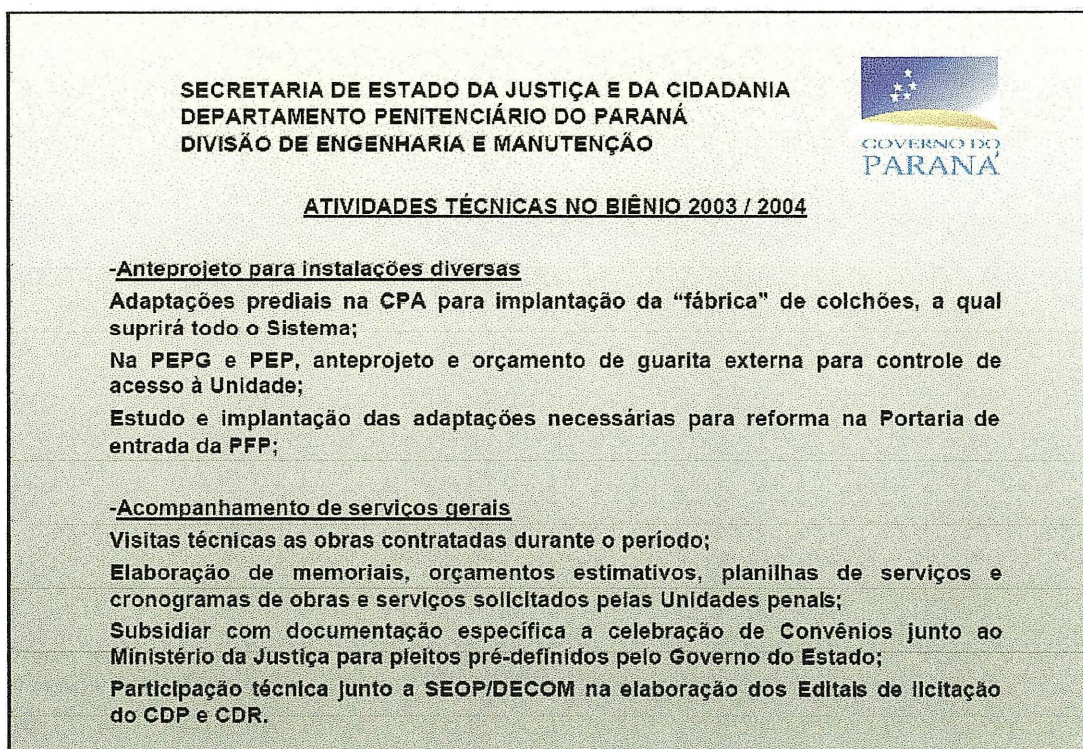 SECRETARIA DE ESTADO DA JUSTIÇA E DA CIDADANIA
DEPARTAMENTO PENITENCIÁRIO DO PARANÁ
DIVISÃO DE ENGENHARIA E MANUTENÇÃO
GOVERNO DO
PARANÁ
ATIVIDADES TÉCNICAS NO BIÊNIO 2003 / 2004
-Anteprojeto para instalações diversas
Adaptações prediais na CPA para implantação da “fábrica” de colchões, a qual
suprirá todo o Sistema;
Na PEPG e PEP, anteprojeto e orçamento de guarita externa para controle de
acesso à Unidade;
Estudo e implantação das adaptações necessárias para reforma na Portaria de
entrada da PFP;
-Acompanhamento de serviços gerais
Visitas técnicas as obras contratadas durante o período;
Elaboração de memoriais, orçamentos estimativos, planilhas de serviços e
cronogramas de obras e serviços solicitados pelas Unidades penais;
Subsidiar com documentação específica a celebração de Convênios junto ao
Ministério da Justiça para pleitos pré-definidos pelo Governo do Estado;
Participação técnica junto a SEOP/DECOM na elaboração dos Editais de licitação
do CDP e CDR.